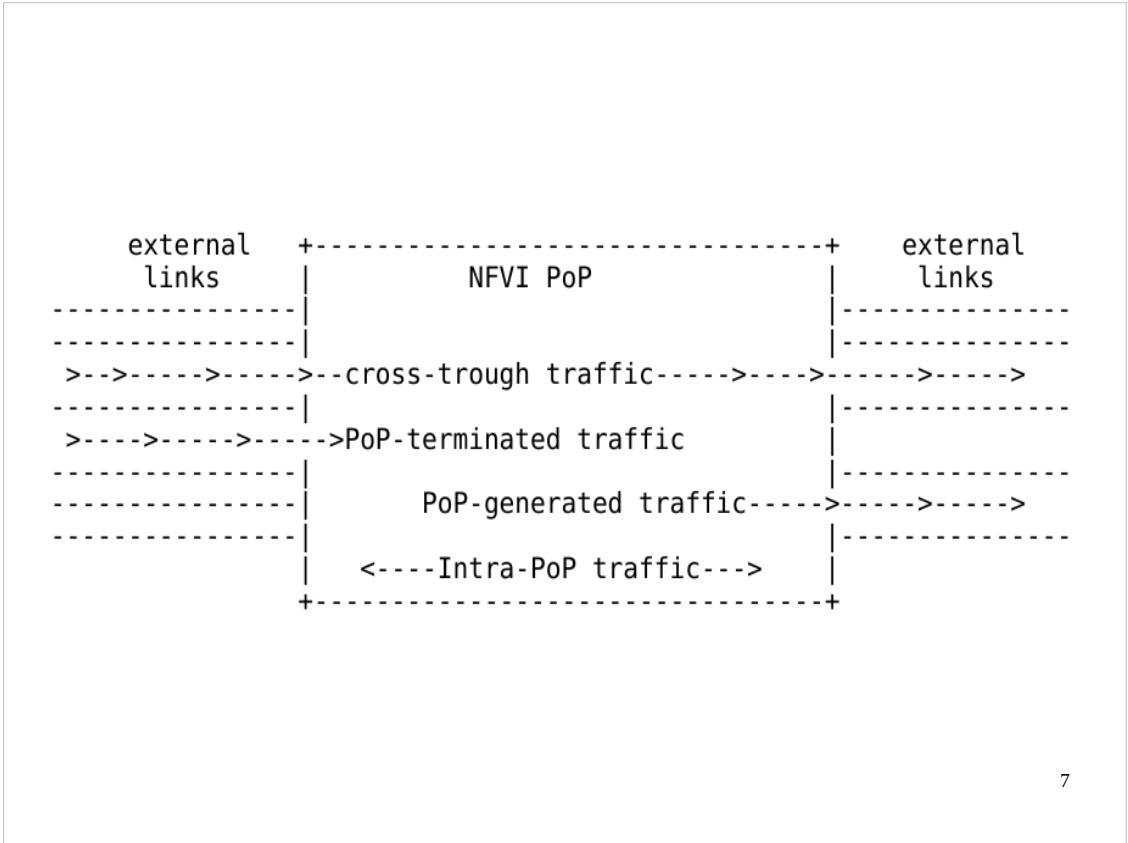 external   +---------------------------------+    external
      links     |          NFVI PoP               |     links
----------------|                                 |---------------
----------------|                                 |---------------
 >-->----->----->--cross-trough traffic----->---->------>----->
----------------|                                 |---------------
 >---->----->----->PoP-terminated traffic         |
----------------|                                 |---------------
----------------|       PoP-generated traffic----->----->----->
----------------|                                 |---------------
                |   <----Intra-PoP traffic--->    |
                +---------------------------------+
7